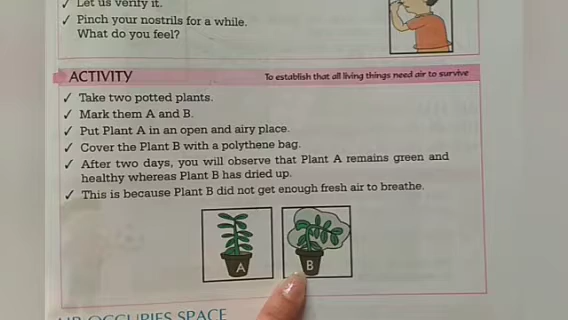 ✓ Let us verify it.
✓ Pinch your nostrils for a while.
What do you feel?
ACTIVITY
To establish that all living things need air to survive
✓ Take two potted plants.
✓ Mark them A and B.
✓ Put Plant A in an open and airy place.
✓ Cover the Plant B with a polythene bag.
✓ After two days, you will observe that Plant A remains green and
healthy whereas Plant B has dried up.
✓ This is because Plant B did not get enough fresh air to breathe.
A
B
AIR OCCUPIES SPACE